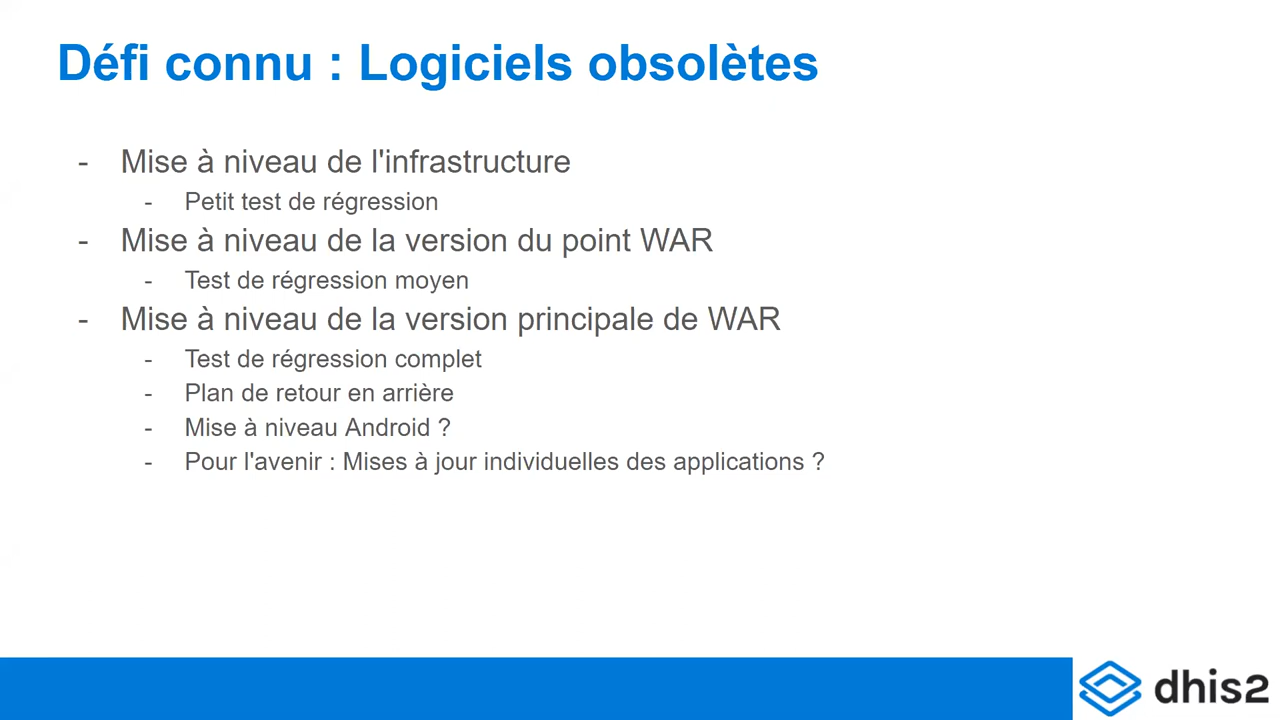 Défi connu : Logiciels obsolètes
- Mise à niveau de l'infrastructure
- Petit test de régression
- Mise à niveau de la version du point WAR
- Test de régression moyen
- Mise à niveau de la version principale de WAR
- Test de régression complet
- Plan de retour en arrière
- Mise à niveau Android ?
- Pour l'avenir : Mises à jour individuelles des applications ?
dhis2